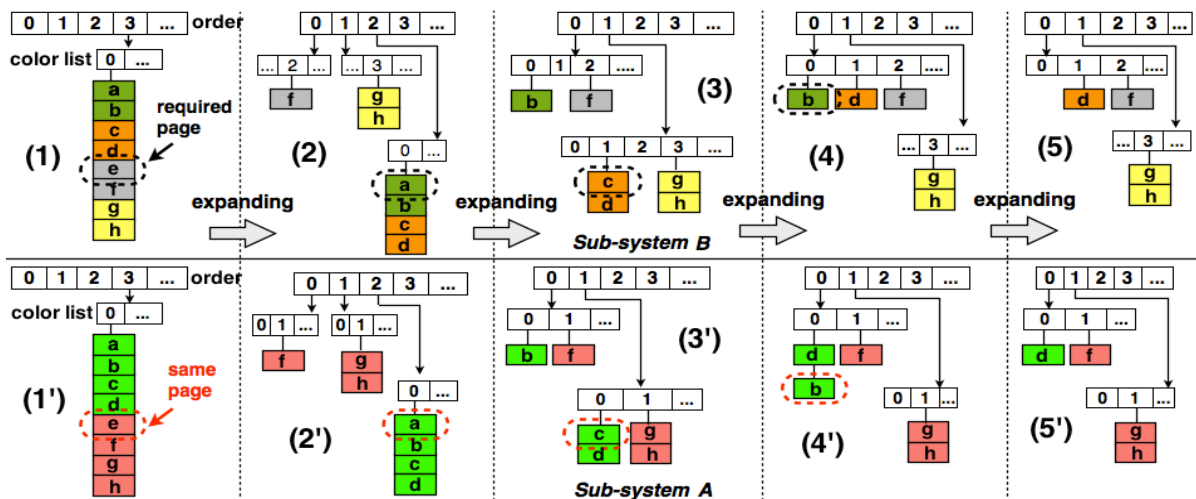 0 1 2 3 ... order
color list 0 ...
a
b
c
d
e
f
g
h
required page
(1)
expanding
0 1 2 3 ...
... 2 ... ... 3 ...
f
g
h
(2)
0 ...
a
b
c
d
expanding
0 1 2 3 ...
0 1 2 ....
b f
(3)
0 1 2 3 ...
c
d
g
h
Sub-system B
expanding
0 1 2 3 ...
0 1 2 ....
b d f
(4)
... 3 ...
g
h
expanding
0 1 2 3 ...
0 1 2 ....
d f
(5)
... 3 ...
g
h
0 1 2 3 ... order
color list 0 ...
a
b
c
d
e
f
g
h
same page
(1')
0 1 2 3 ...
0 1 ... 0 1 ...
f
g
h
(2')
0 ...
a
b
c
d
0 1 2 3 ...
0 1 ...
b f
(3')
0 1 ...
c
d
g
h
Sub-system A
0 1 2 3 ...
0 1 ...
d f
b
(4')
0 1 ...
g
h
0 1 2 3 ...
0 1 ...
d f
(5')
0 1 ...
g
h